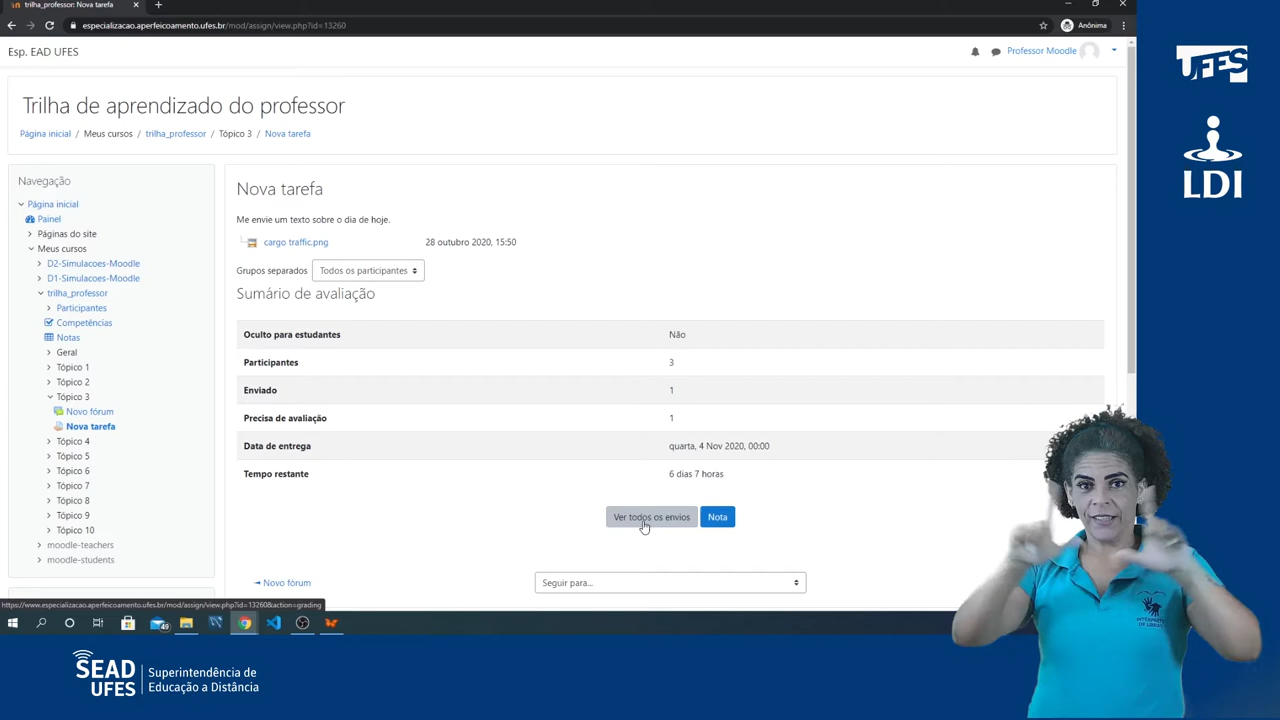 trilha_professor: Nova tarefa
especializacao.aperfeicoamento.ufes.br/mod/assign/view.php?id=13260
Anônima
Esp. EAD UFES
Professor Moodle
Trilha de aprendizado do professor
Página inicial / Meus cursos / trilha_professor / Tópico 3 / Nova tarefa
Navegação
Página inicial
Painel
Páginas do site
Meus cursos
D2-Simulacoes-Moodle
D1-Simulacoes-Moodle
trilha_professor
Participantes
Competências
Notas
Geral
Tópico 1
Tópico 2
Tópico 3
Novo fórum
Nova tarefa
Tópico 4
Tópico 5
Tópico 6
Tópico 7
Tópico 8
Tópico 9
Tópico 10
moodle-teachers
moodle-students
Nova tarefa
Me envie um texto sobre o dia de hoje.
cargo traffic.png 28 outubro 2020, 15:50
Grupos separados Todos os participantes
Sumário de avaliação
Oculto para estudantes Não
Participantes 3
Enviado 1
Precisa de avaliação 1
Data de entrega quarta, 4 Nov 2020, 00:00
Tempo restante 6 dias 7 horas
Ver todos os envios Nota
Novo fórum Seguir para...
https://www.especializacao.aperfeicoamento.ufes.br/mod/assign/view.php?id=13260&action=grading
49
UFES
LDI
INTÉRPRETE
DE LIBRAS
SEAD
UFES
Superintendência de
Educação a Distância